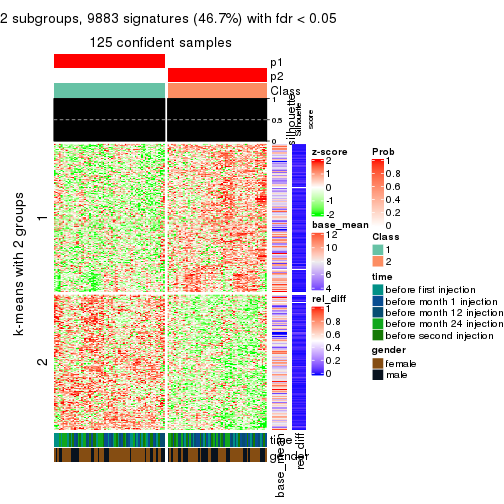 2 subgroups, 9883 signatures (46.7%) with fdr < 0.05
125 confident samples
p1
p2
Class
1
0.5
0
silhouette
Silhouette
score
k-means with 2 groups
1
2
time
gender
base_mean
rel_diff
z-score
2
1
0
-1
-2
base_mean
12
10
8
6
4
rel_diff
1
0.8
0.6
0.4
0.2
0
Prob
1
0.8
0.6
0.4
0.2
0
Class
1
2
time
before first injection
before month 1 injection
before month 12 injection
before month 24 injection
before second injection
gender
female
male